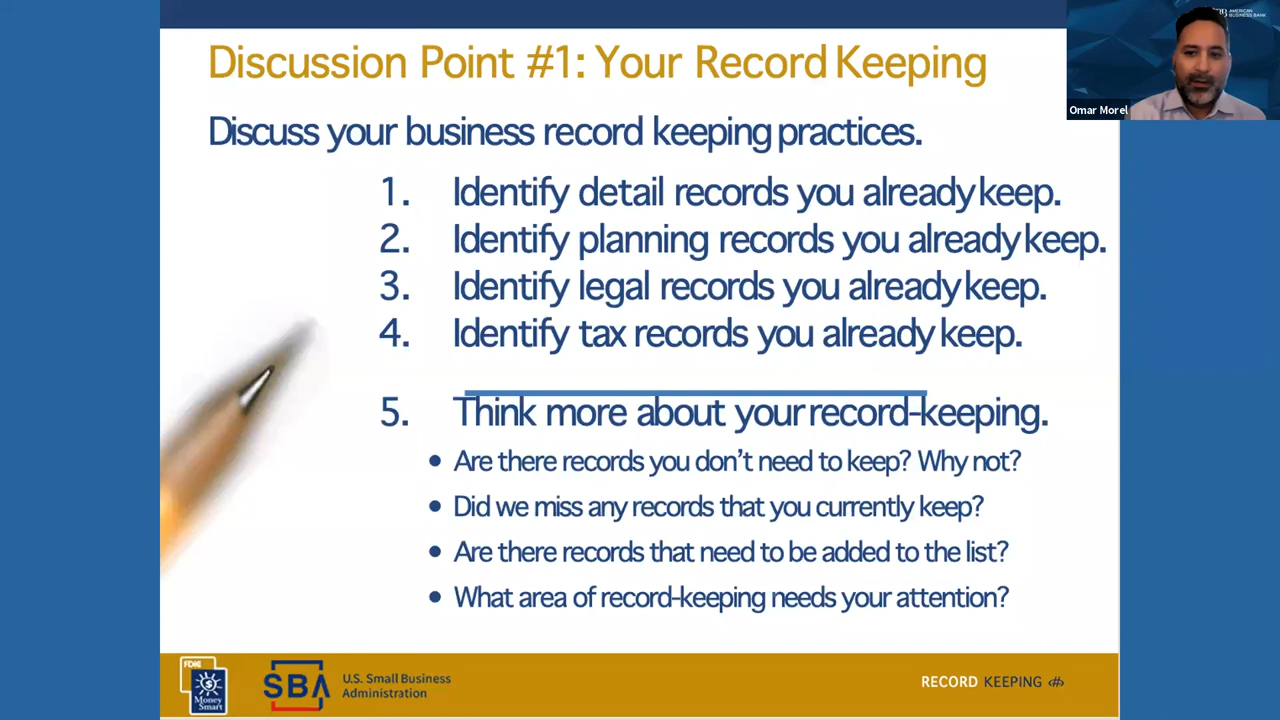 Discussion Point #1: Your Record Keeping
AMERICAN
BUSINESS BANK
Omar Morel
Discuss your business record keeping practices.
1. Identify detail records you already keep.
2. Identify planning records you already keep.
3. Identify legal records you already keep.
4. Identify tax records you already keep.
5. Think more about your record-keeping.
• Are there records you don't need to keep? Why not?
• Did we miss any records that you currently keep?
• Are there records that need to be added to the list?
• What area of record-keeping needs your attention?
FDIC
Money
Smart
SBA
U.S. Small Business
Administration
RECORD KEEPING ‹#›